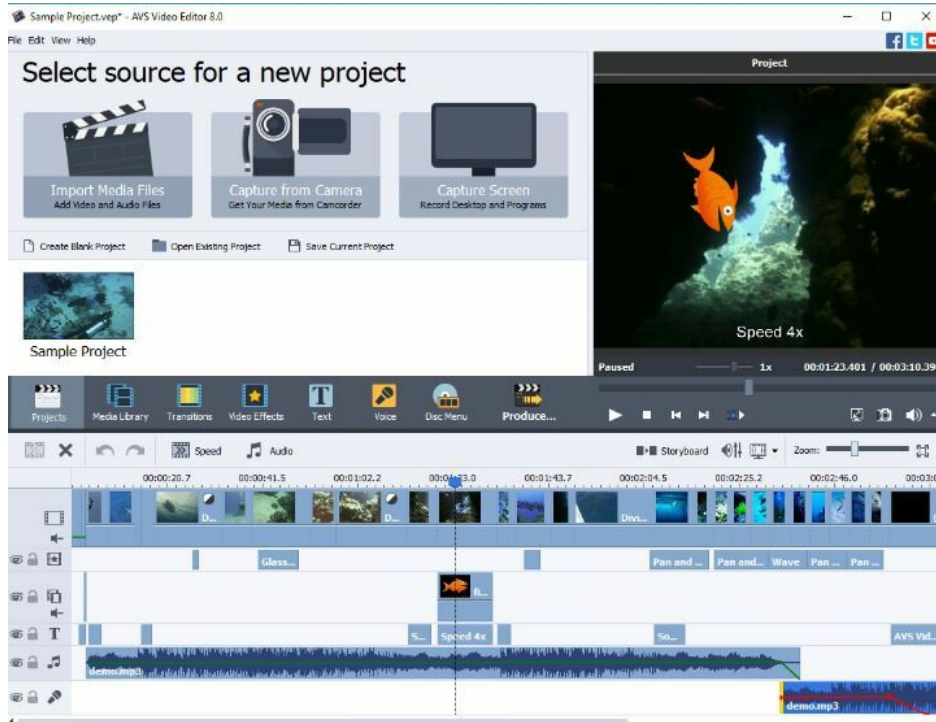 Sample Project.vep* - AVS Video Editor 8.0
File Edit View Help
Select source for a new project
Project
Import Media Files
Add Video and Audio Files
Capture from Camera
Get Your Media from Camcorder
Capture Screen
Record Desktop and Programs
Create Blank Project
Open Existing Project
Save Current Project
Speed 4x
Sample Project
Paused
1x
00:01:23.401 / 00:03:10.39
Projects
Media Library
Transitions
Video Effects
Text
Voice
Disc Menu
Produce...
Speed
Audio
Storyboard
Zoom:
00:00:20.7 00:00:41.5 00:01:02.2 00:01:43.7 00:02:04.5 00:02:25.2 00:02:46.0
D... D... Divi...
Glass... Pan and ... Pan and... Wave Pan ... Pan ...
fi...
T S... Speed 4x So... AVS Vid...
demo.mp3
demo.mp3